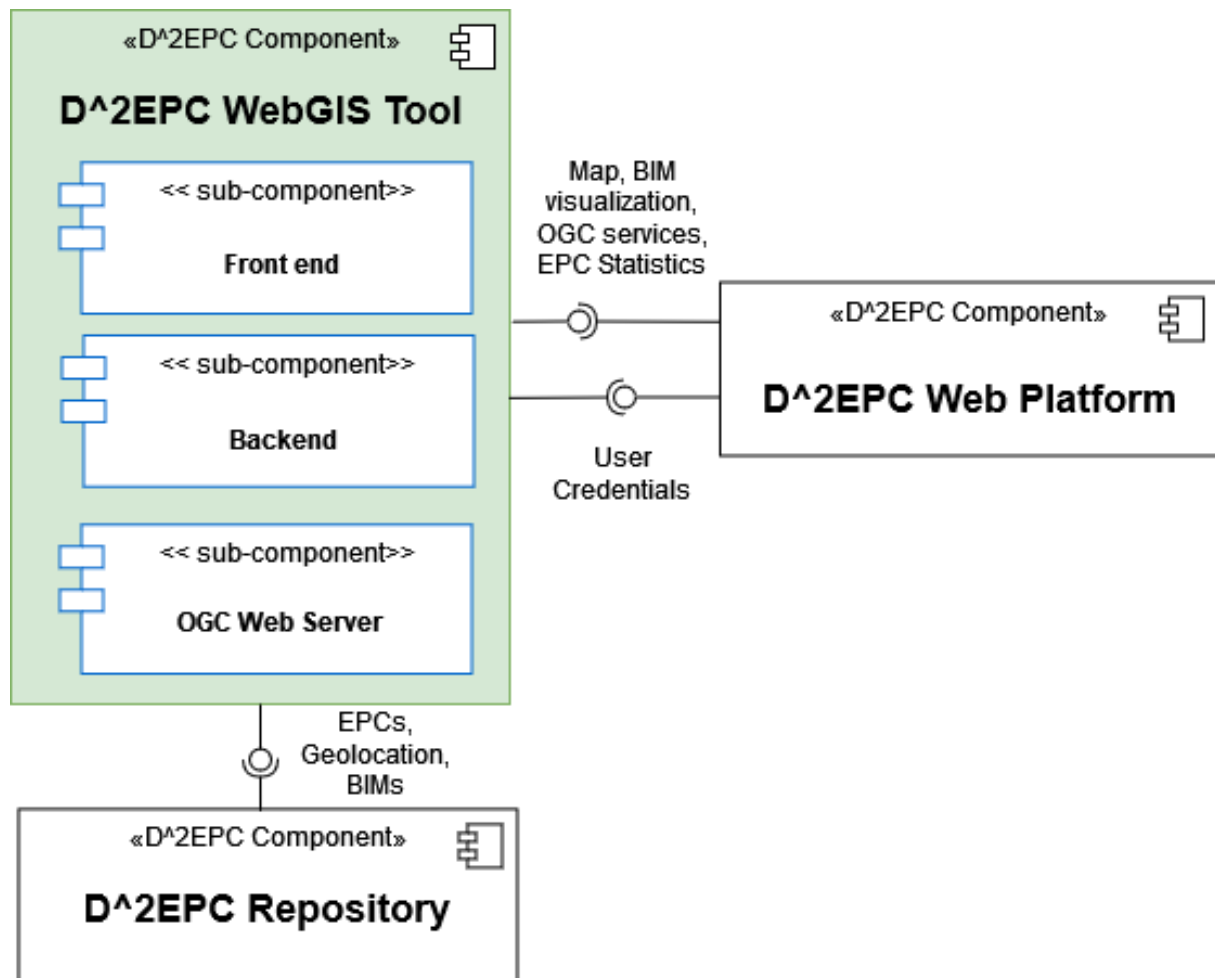 «D^2EPC Component»
D^2EPC WebGIS Tool
<< sub-component>>
Front end
<< sub-component>>
Backend
<< sub-component>>
OGC Web Server
Map, BIM
visualization,
OGC services,
EPC Statistics
«D^2EPC Component»
D^2EPC Web Platform
User
Credentials
EPCs,
Geolocation,
BIMs
«D^2EPC Component»
D^2EPC Repository